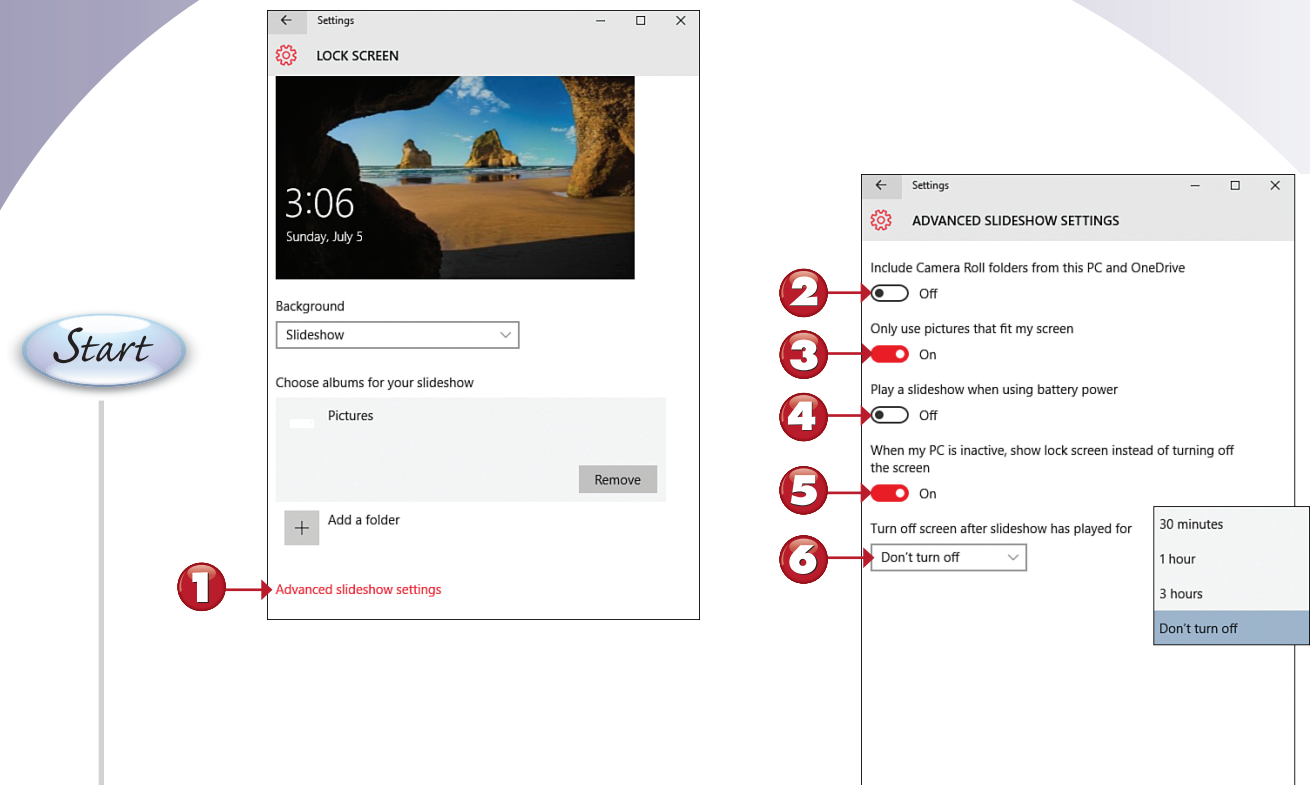 Settings
LOCK SCREEN
3:06
Sunday, July 5
Background
Slideshow
Choose albums for your slideshow
Pictures
Remove
Add a folder
1
Advanced slideshow settings
Start
Settings
ADVANCED SLIDESHOW SETTINGS
Include Camera Roll folders from this PC and OneDrive
2
Off
Only use pictures that fit my screen
3
On
Play a slideshow when using battery power
4
Off
When my PC is inactive, show lock screen instead of turning off
the screen
5
On
Turn off screen after slideshow has played for
6
Don't turn off
30 minutes
1 hour
3 hours
Don't turn off